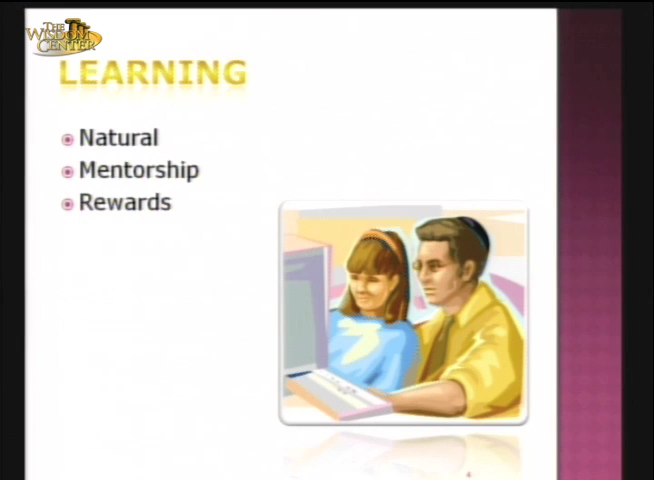 THE
WISDOM
CENTER
LEARNING
Natural
Mentorship
Rewards